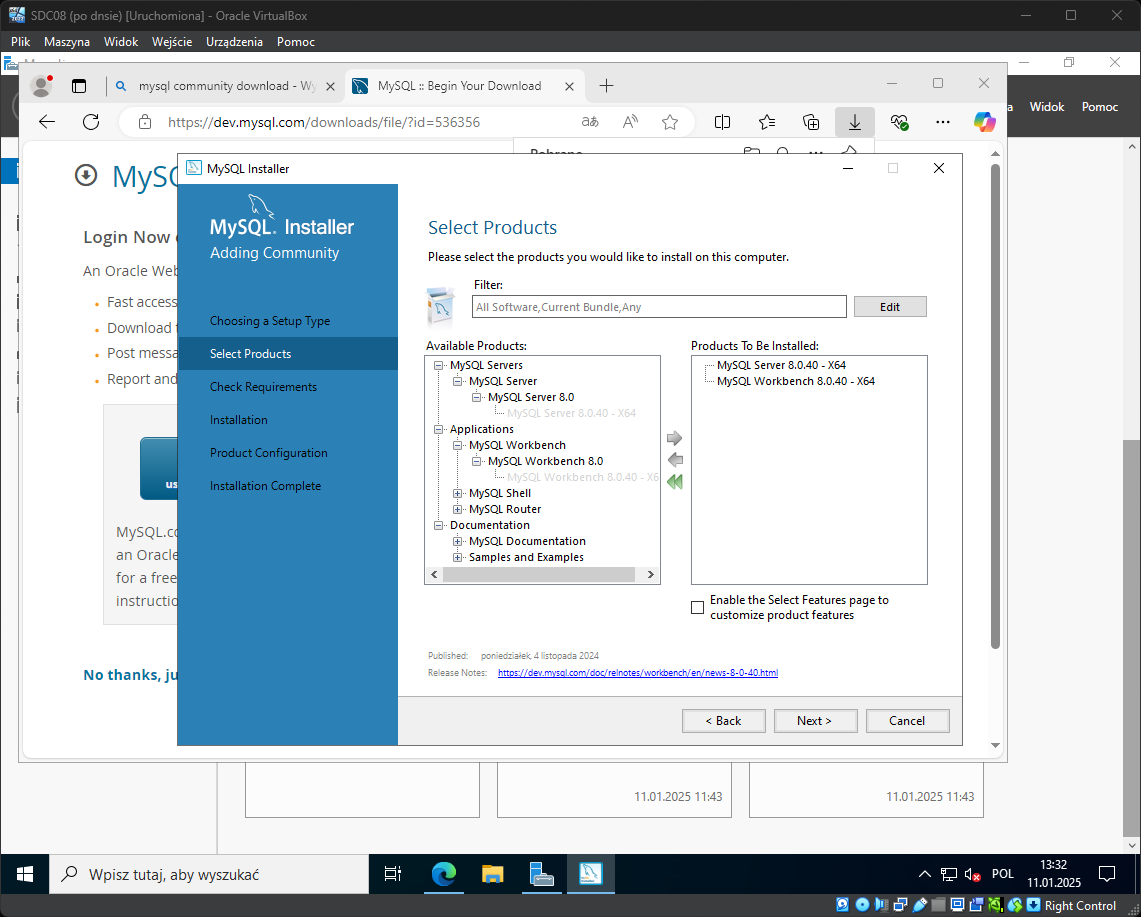 SDC08 (po dnsie) [Uruchomiona] - Oracle VirtualBox
Plik Maszyna Widok Wejście Urządzenia Pomoc
mysql community download - Wy
MySQL :: Begin Your Download
Widok Pomoc
https://dev.mysql.com/downloads/file/?id=536356
Pobrane
MySQL Installer
MySQL. Installer
Adding Community
Choosing a Setup Type
Select Products
Check Requirements
Installation
Product Configuration
Installation Complete
Select Products
Please select the products you would like to install on this computer.
Filter:
All Software,Current Bundle,Any
Edit
Available Products:
MySQL Servers
MySQL Server
MySQL Server 8.0
MySQL Server 8.0.40 - X64
Applications
MySQL Workbench
MySQL Workbench 8.0
MySQL Workbench 8.0.40 - X6
MySQL Shell
MySQL Router
Documentation
MySQL Documentation
Samples and Examples
Products To Be Installed:
MySQL Server 8.0.40 - X64
MySQL Workbench 8.0.40 - X64
Enable the Select Features page to
customize product features
Published: poniedziałek, 4 listopada 2024
Release Notes: https://dev.mysql.com/doc/relnotes/workbench/en/news-8-0-40.html
< Back
Next >
Cancel
MySQ
Login Now
An Oracle Web
Fast access
Download
Post messa
Report and
us
MySQL.co
an Oracle
for a free
instructio
No thanks, ju
11.01.2025 11:43
11.01.2025 11:43
Wpisz tutaj, aby wyszukać
POL
13:32
11.01.2025
Right Control